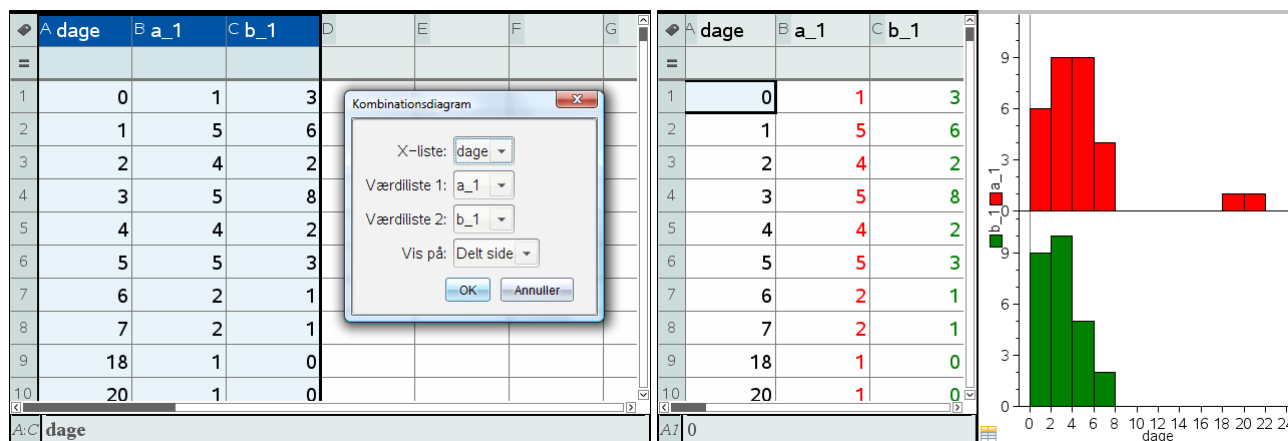 A dage B a_1 C b_1 D E F G
=
1 0 1 3
2 1 5 6
3 2 4 2
4 3 5 8
5 4 4 2
6 5 5 3
7 6 2 1
8 7 2 1
9 18 1 0
10 20 1 0
A:C dage
Kombinationsdiagram
X-liste: dage
Værdiliste 1: a_1
Værdiliste 2: b_1
Vis på: Delt side
OK Annuller
A dage B a_1 C b_1
=
1 0 1 3
2 1 5 6
3 2 4 2
4 3 5 8
5 4 4 2
6 5 5 3
7 6 2 1
8 7 2 1
9 18 1 0
10 20 1 0
A1 0
a_1
9
6
3
0
b_1
9
6
3
0
0 2 4 6 8 10 12 14 16 18 20 22
dage